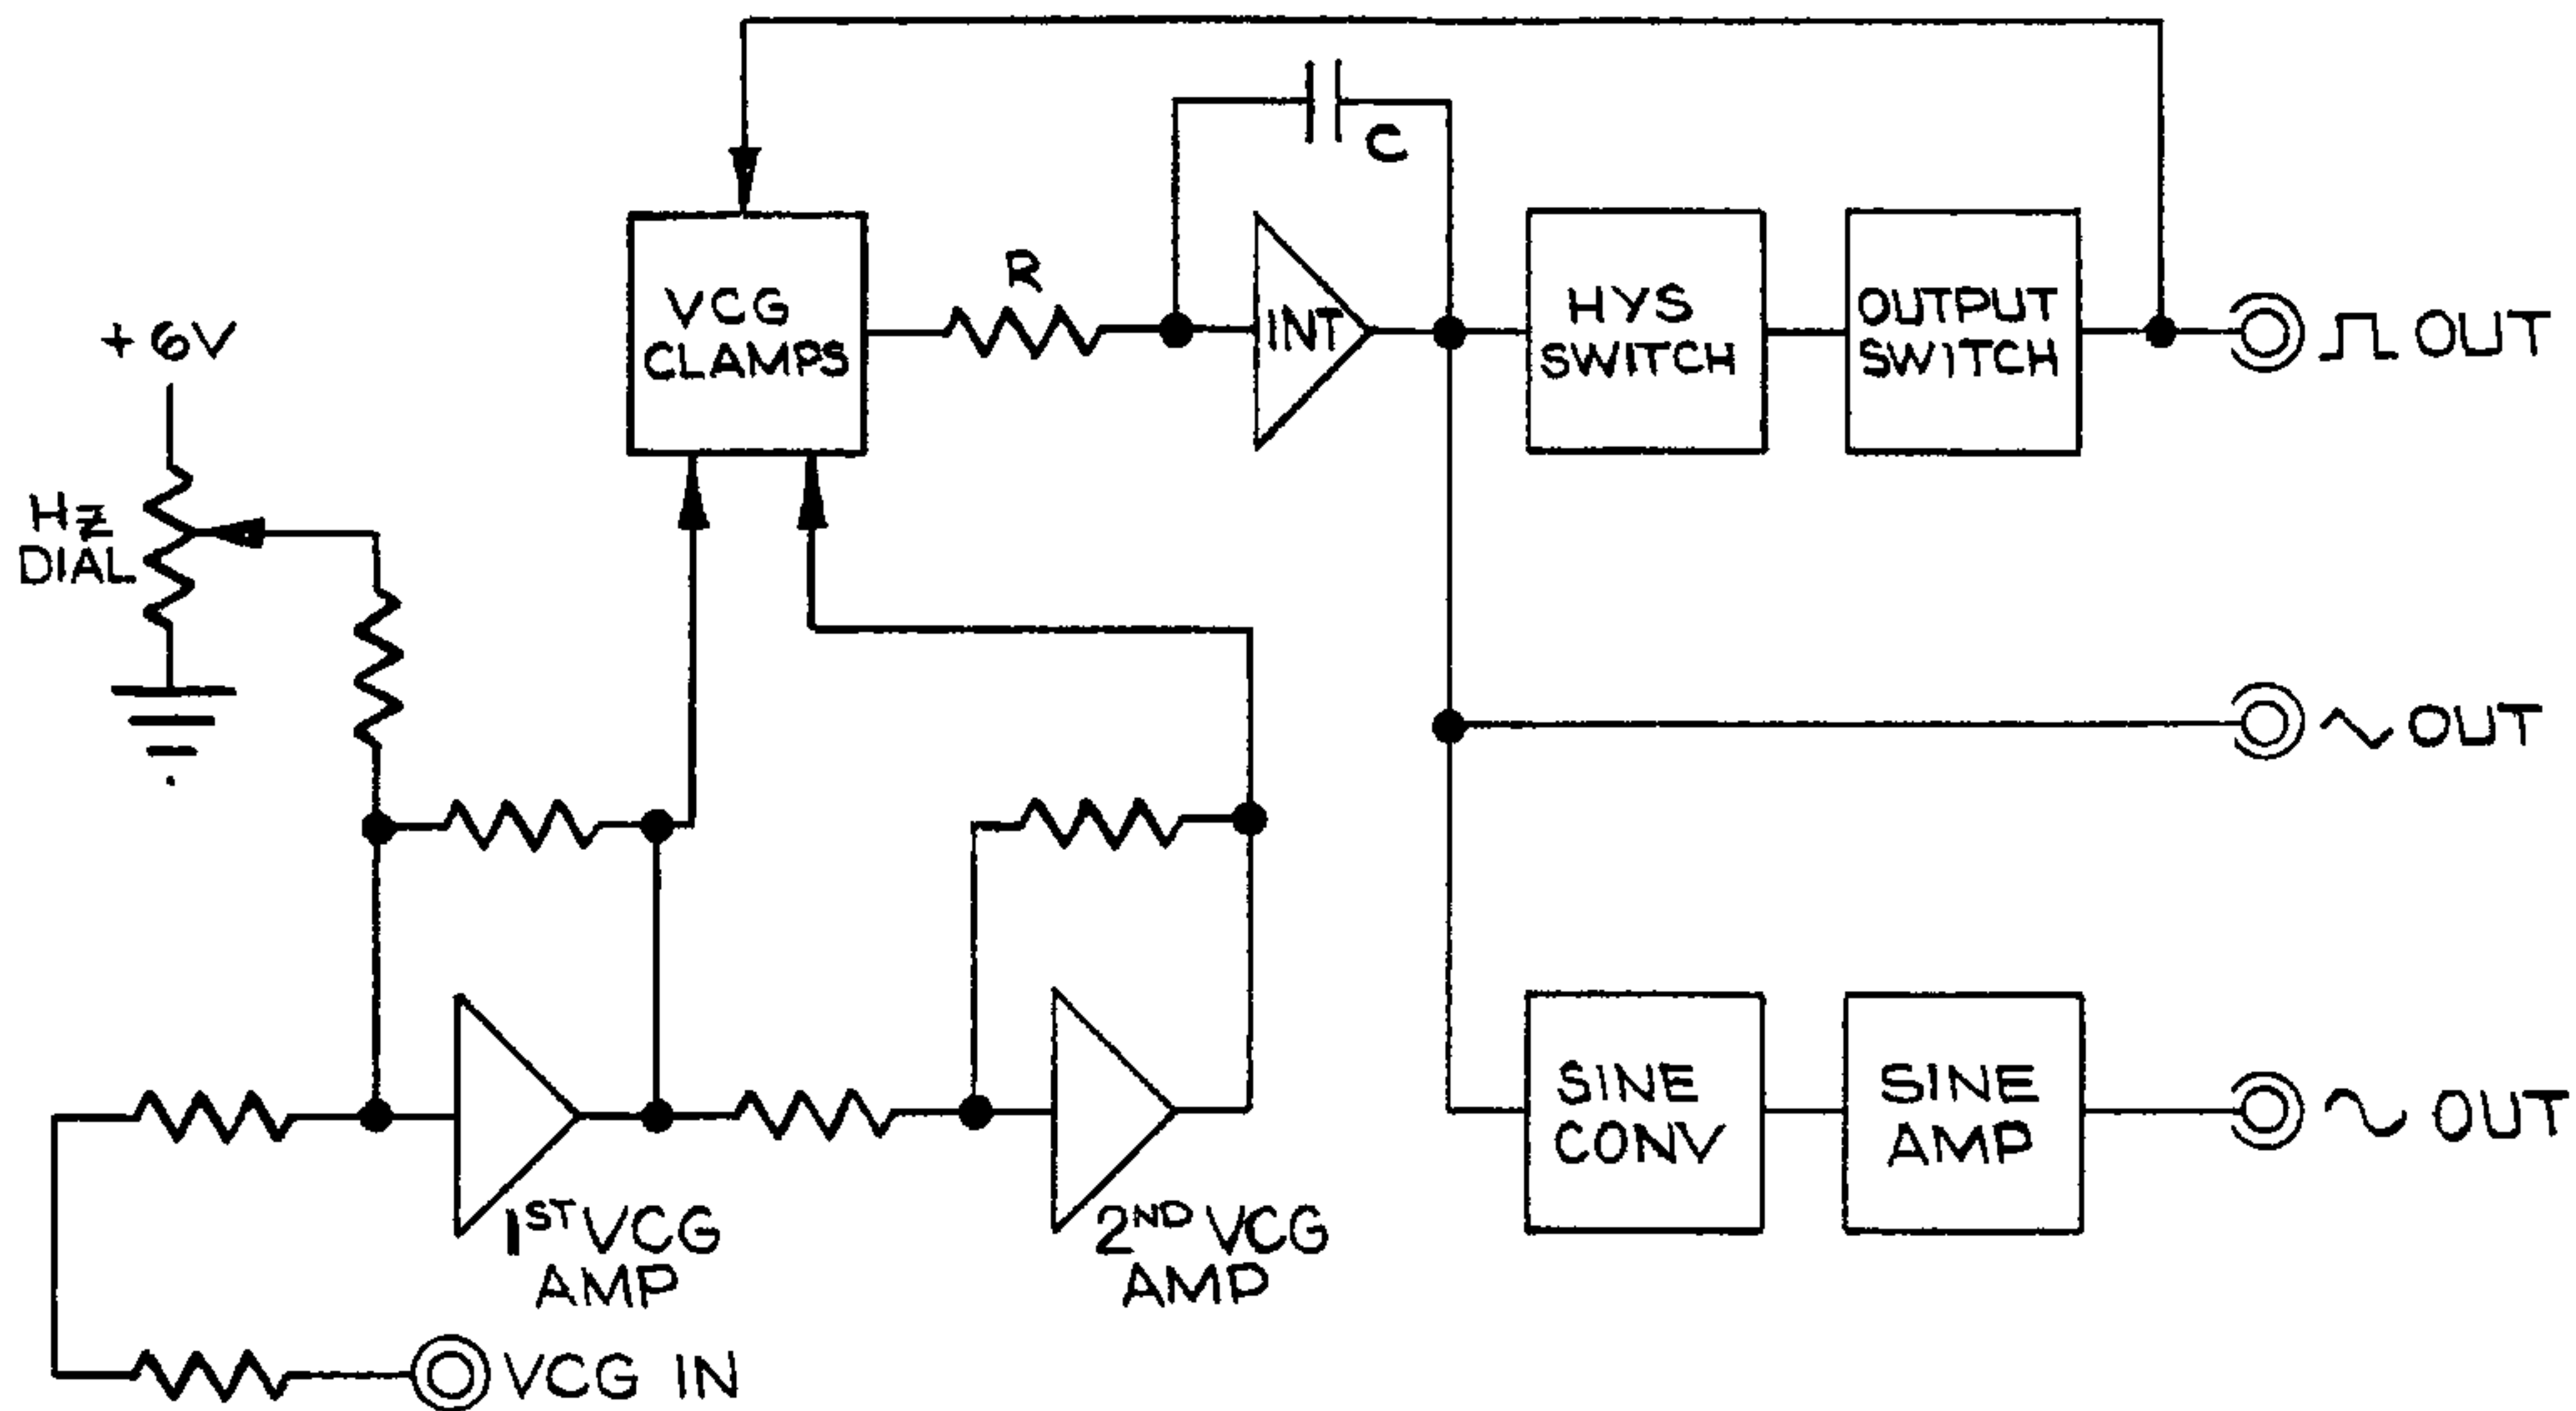 C
R
VCG
CLAMPS
INT
HYS
SWITCH
OUTPUT
SWITCH
OUT
+6V
Hz
DIAL
OUT
SINE
CONV
SINE
AMP
OUT
1ST VCG
AMP
2ND VCG
AMP
VCG IN